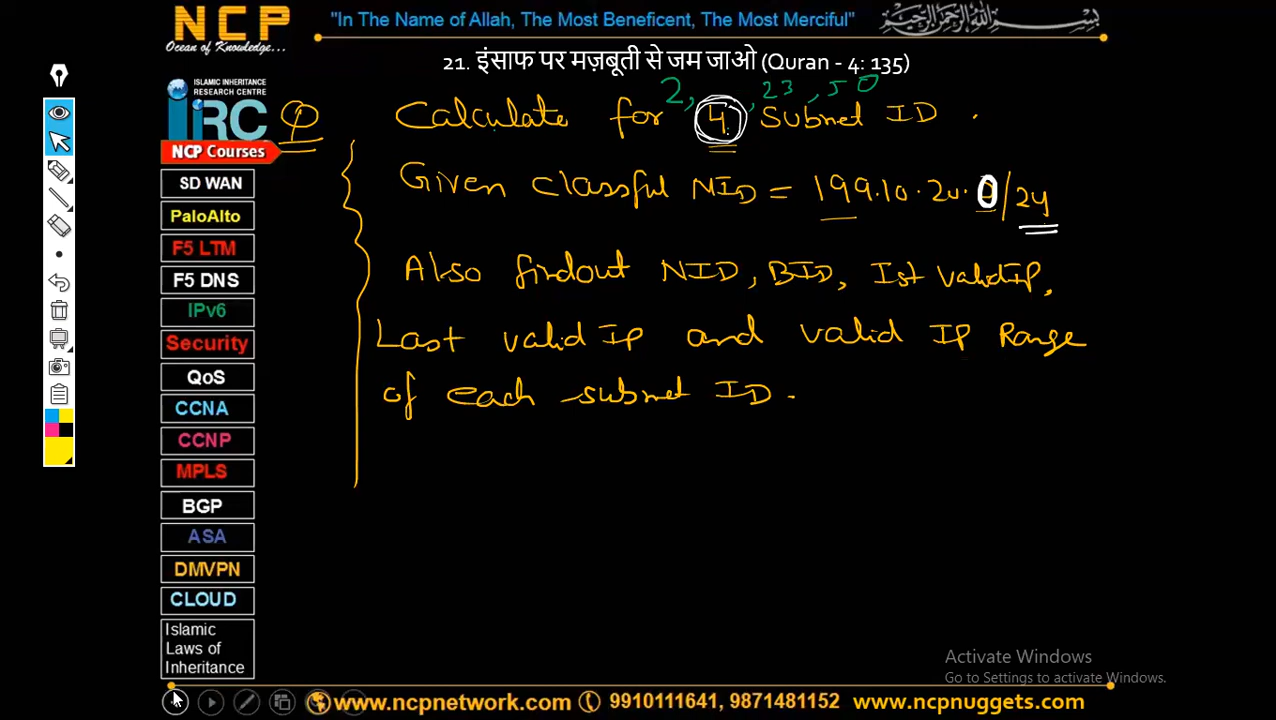 NCP
Ocean of Knowledge...
"In The Name of Allah, The Most Beneficent, The Most Merciful"
21. इंसाफ पर मज़बूती से जम जाओ (Quran - 4: 135)
ISLAMIC INHERITANCE
RESEARCH CENTRE
iRC
NCP Courses
SD WAN
PaloAlto
F5 LTM
F5 DNS
IPv6
Security
QoS
CCNA
CCNP
MPLS
BGP
ASA
DMVPN
CLOUD
Islamic
Laws of
Inheritance
2, , 23, 50
Q Calculate for 4 Subnet ID .
Given classful NID = 199.10.20.0/24
Also findout NID, BID, Ist valid IP,
Last valid IP and valid IP Range
of each subnet ID.
Activate Windows
Go to Settings to activate Windows.
www.ncpnetwork.com 9910111641, 9871481152 www.ncpnuggets.com